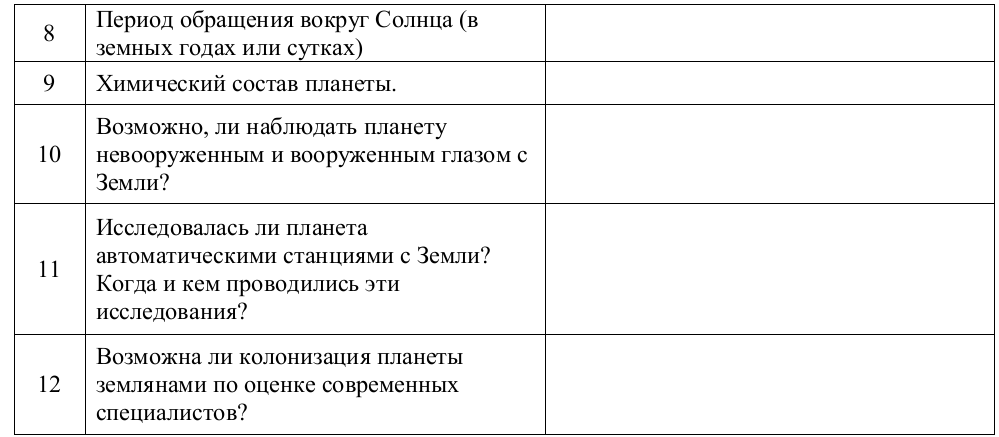 8
Период обращения вокруг Солнца (в
земных годах или сутках)
9
Химический состав планеты.
10
Возможно, ли наблюдать планету
невооруженным и вооруженным глазом с
Земли?
11
Исследовалась ли планета
автоматическими станциями с Земли?
Когда и кем проводились эти
исследования?
12
Возможна ли колонизация планеты
землянами по оценке современных
специалистов?